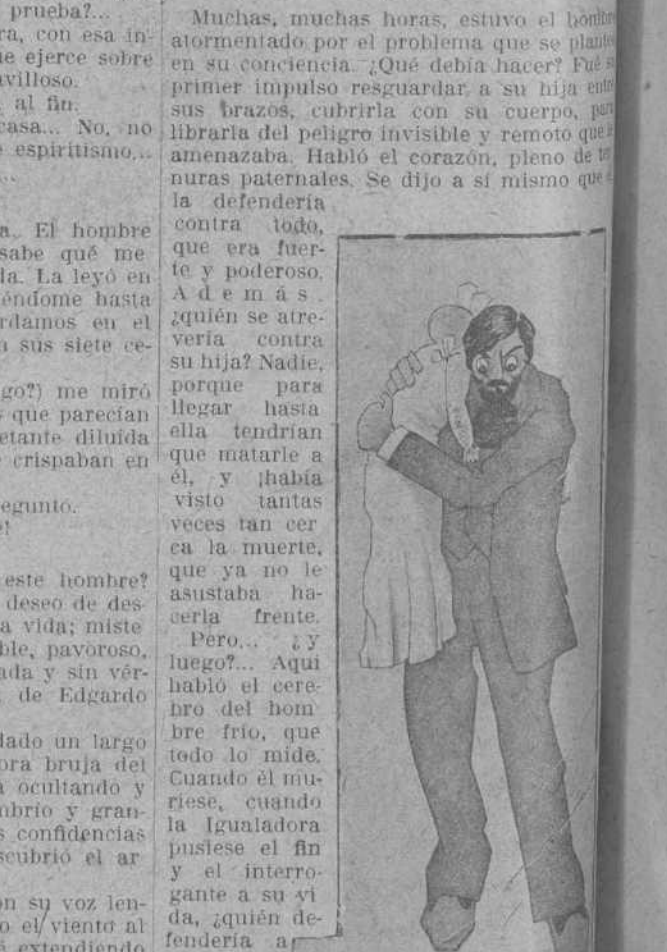 prueba?...
ra, con esa in-
ue ejerce sobre
avilloso.
al fin.
casa... No, no
e espiritismo...
...
a. El hombre
sabe qué me
la. La leyó en
éndome hasta
rdamos en el
n sus siete ce-
go?) me miró
s que parecían
etante diluída
e crispaban en
egunto.
o!
este hombre?
deseo de des-
a vida; miste
ble, pavoroso,
ada y sin vér-
de Edgardo
dado un largo
ora bruja del
a ocultando y
mbrío y gran-
s confidencias
scubrió el ar
on su voz len-
o el viento al
é extendiendo
Muchas, muchas horas, estuvo el hombre
atormentado por el problema que se planteó
en su conciencia. ¿Qué debía hacer? Fué su
primer impulso resguardar a su hija entre
sus brazos, cubrirla con su cuerpo, para
librarla del peligro invisible y remoto que
amenazaba. Habló el corazón, pleno de ter
nuras paternales. Se dijo a sí mismo que
la defendería
contra todo,
que era fuer-
te y poderoso.
Además,
¿quién se atre-
vería contra
su hija? Nadie,
porque para
llegar hasta
ella tendrían
que matarle a
él, y ¡había
visto tantas
veces tan cer
ca la muerte,
que ya no le
asustaba ha-
cerla frente.
Pero... ¿y
luego?... Aquí
habló el cere-
bro del hom
bre frío, que
todo lo mide.
Cuando él mu-
riese, cuando
la Igualadora
pusiese el fin
y el interro-
gante a su vi
da, ¿quién de-
fendería a